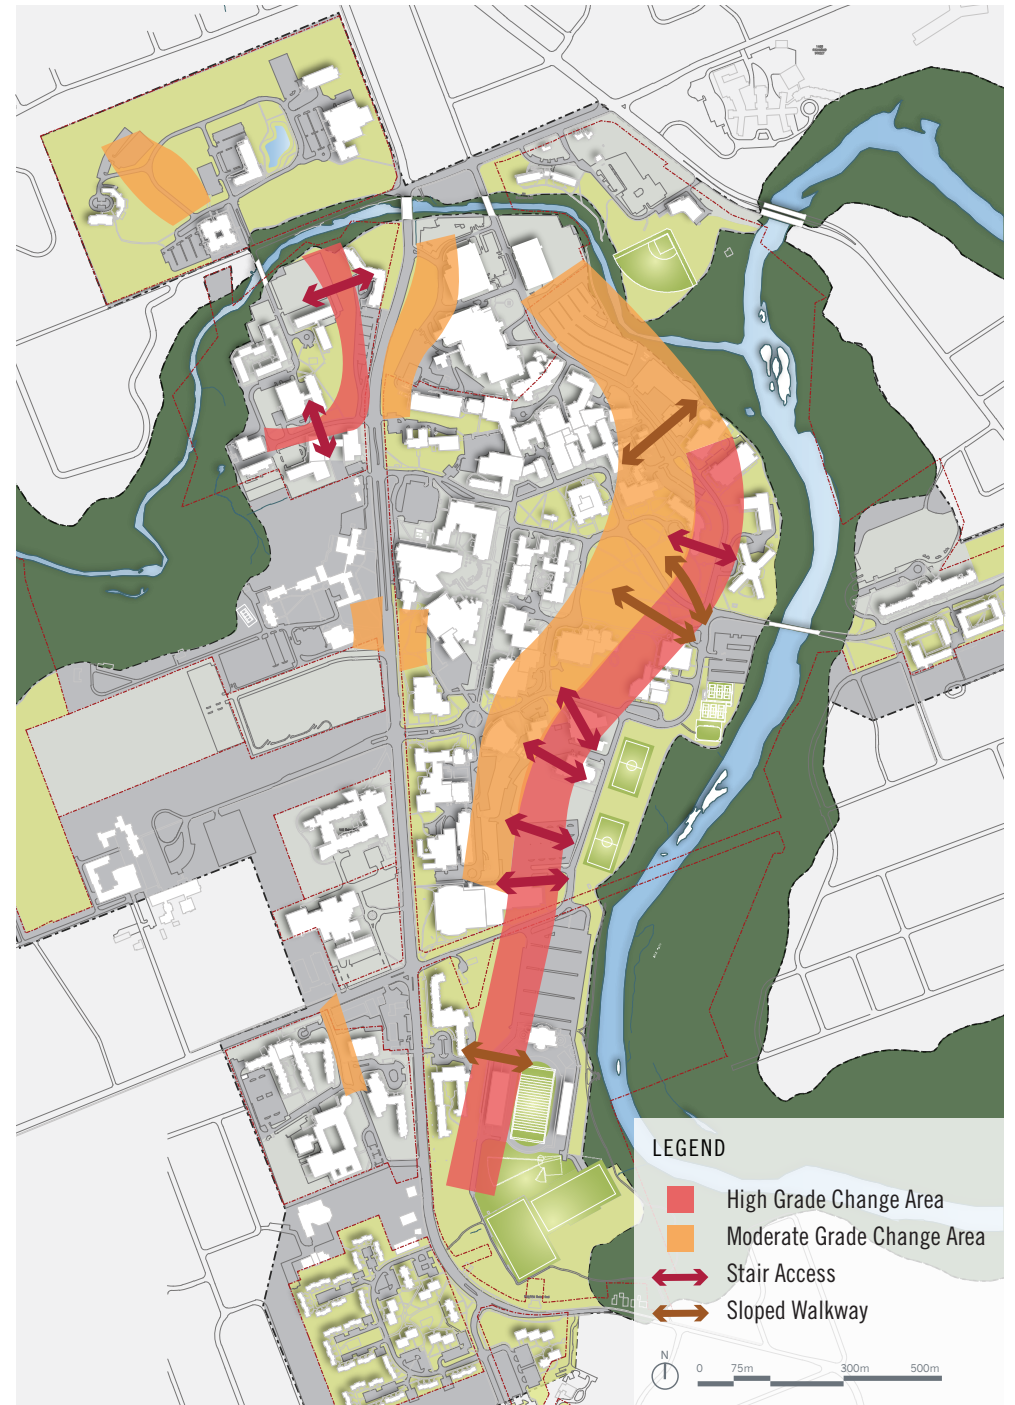 LEGEND
High Grade Change Area
Moderate Grade Change Area
Stair Access
Sloped Walkway
N
0 75m 300m 500m